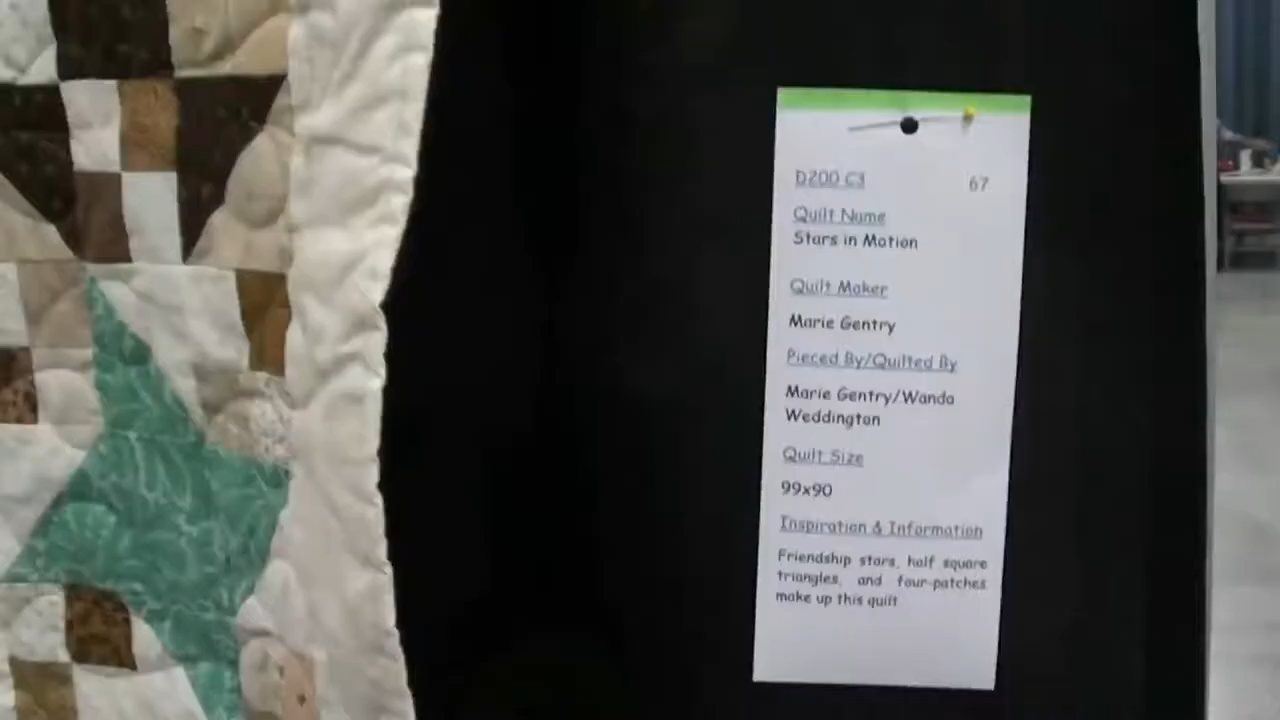 D200 C3 67
Quilt Name
Stars in Motion
Quilt Maker
Marie Gentry
Pieced By/Quilted By
Marie Gentry/Wanda
Weddington
Quilt Size
99x90
Inspiration & Information
Friendship stars, half square
triangles, and four-patches
make up this quilt